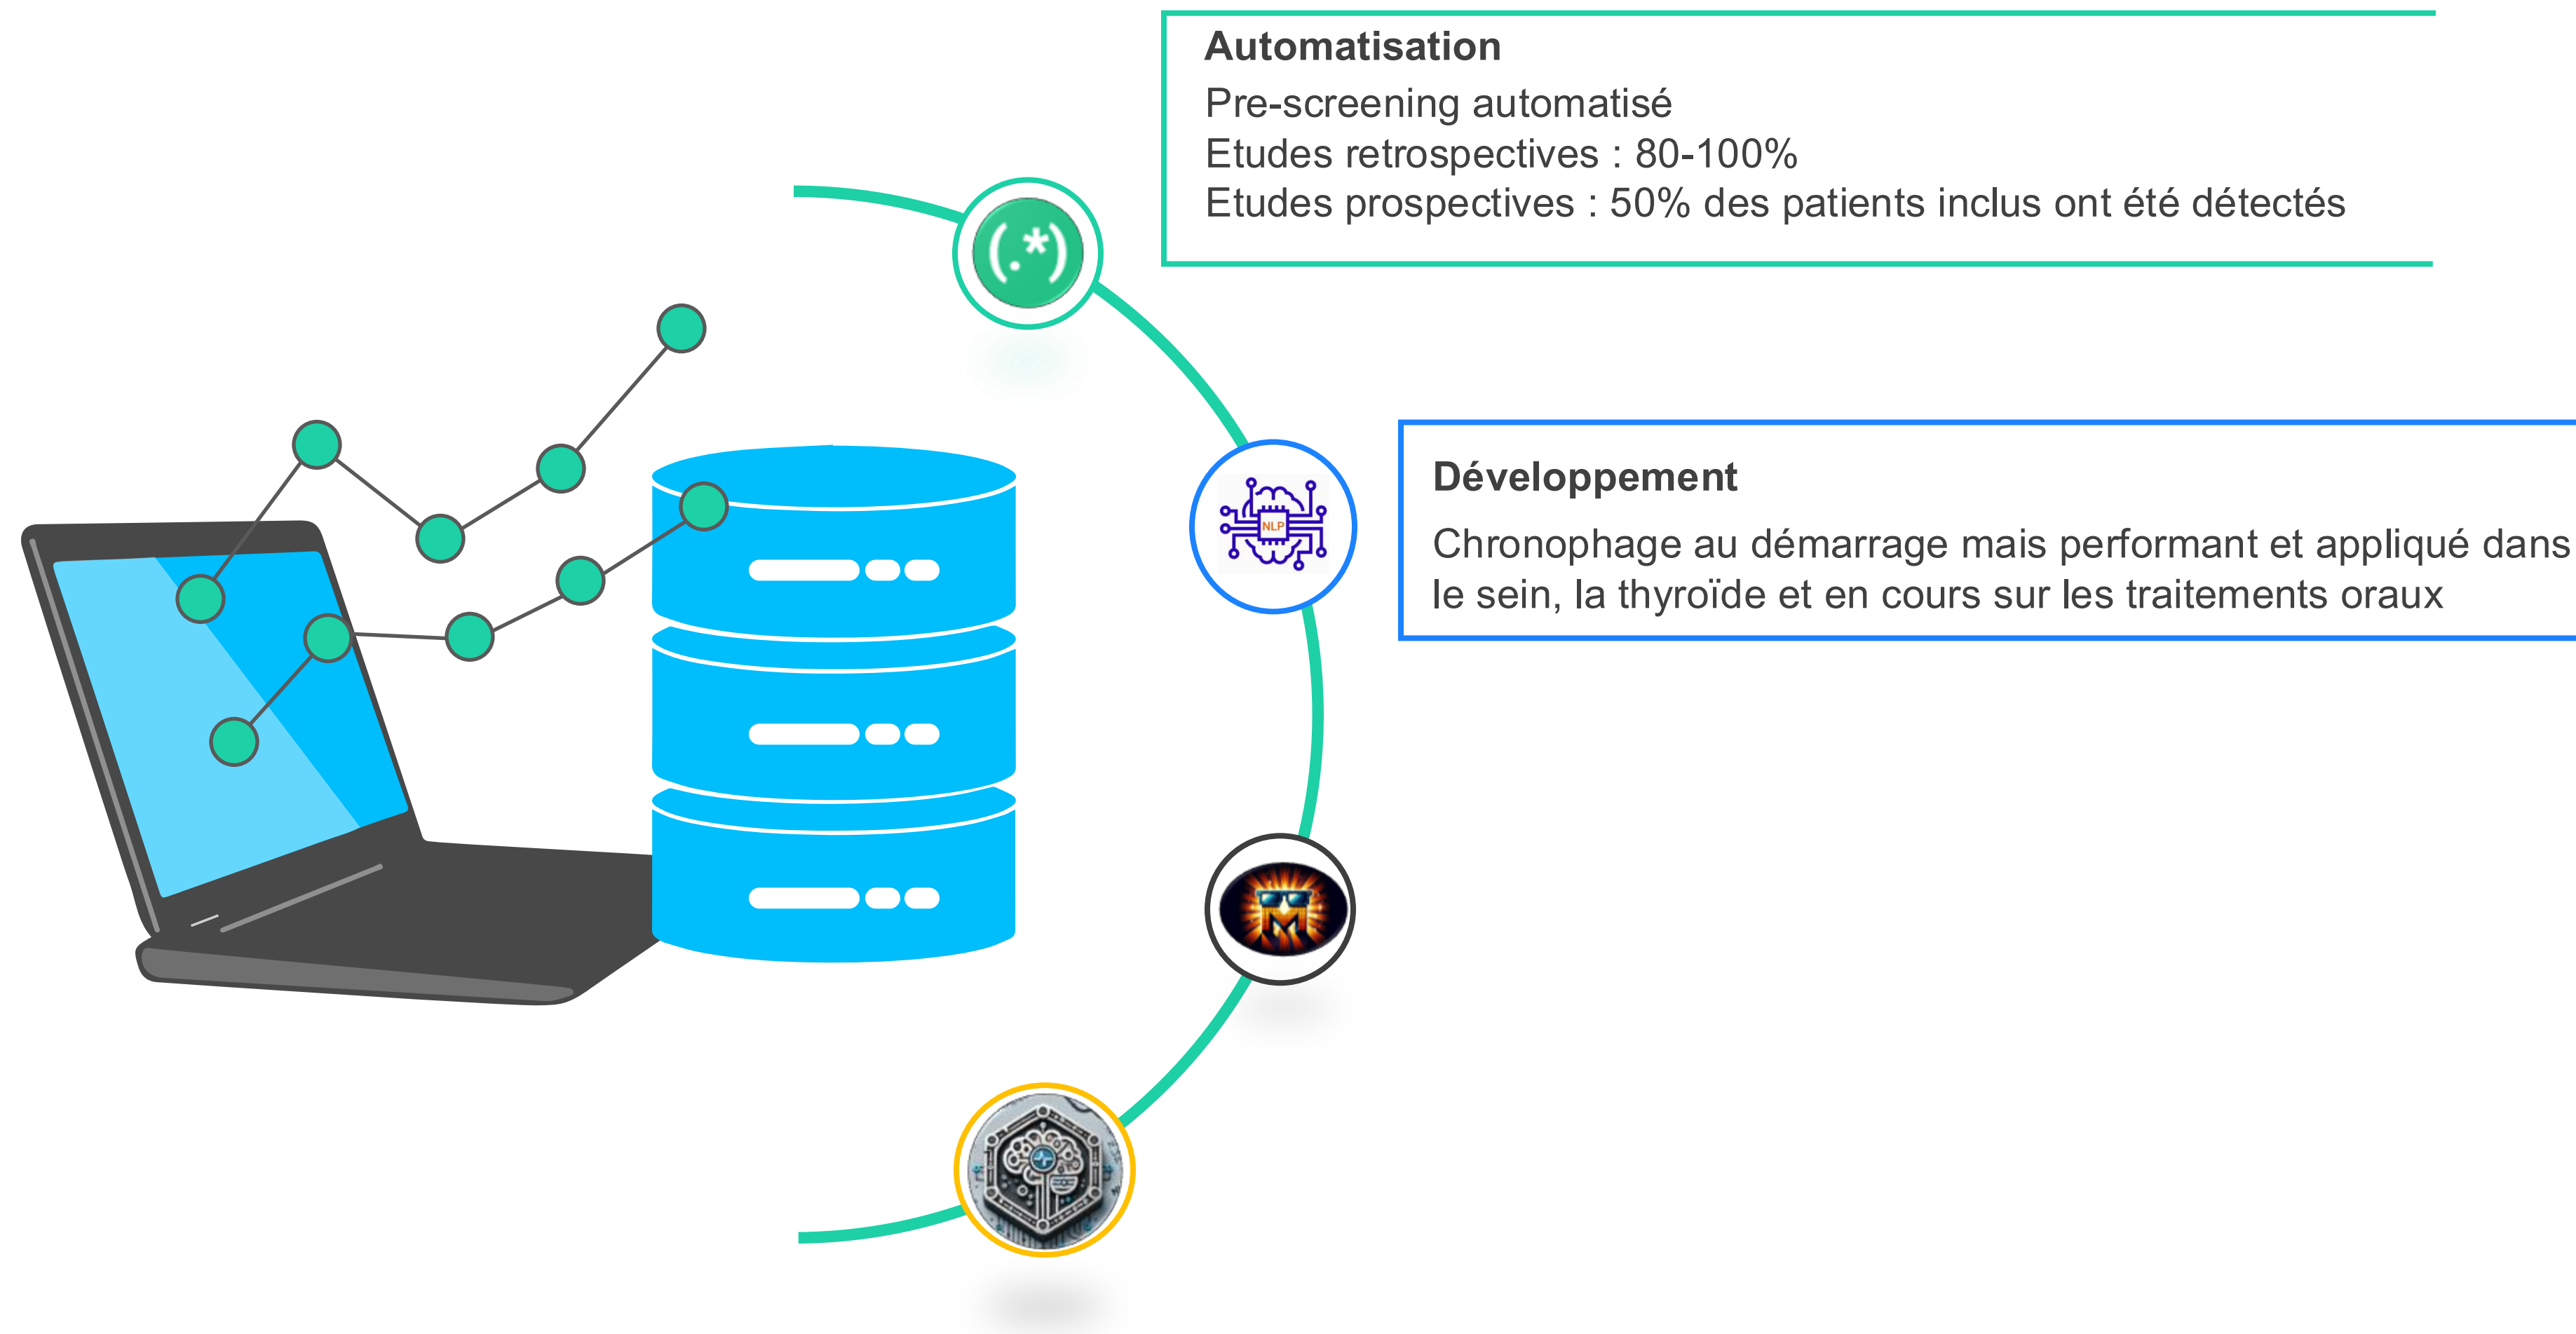 Automatisation
Pre-screening automatisé
Etudes retrospectives : 80-100%
Etudes prospectives : 50% des patients inclus ont été détectés
(.*)
NLP
Développement
Chronophage au démarrage mais performant et appliqué dans
le sein, la thyroïde et en cours sur les traitements oraux
M